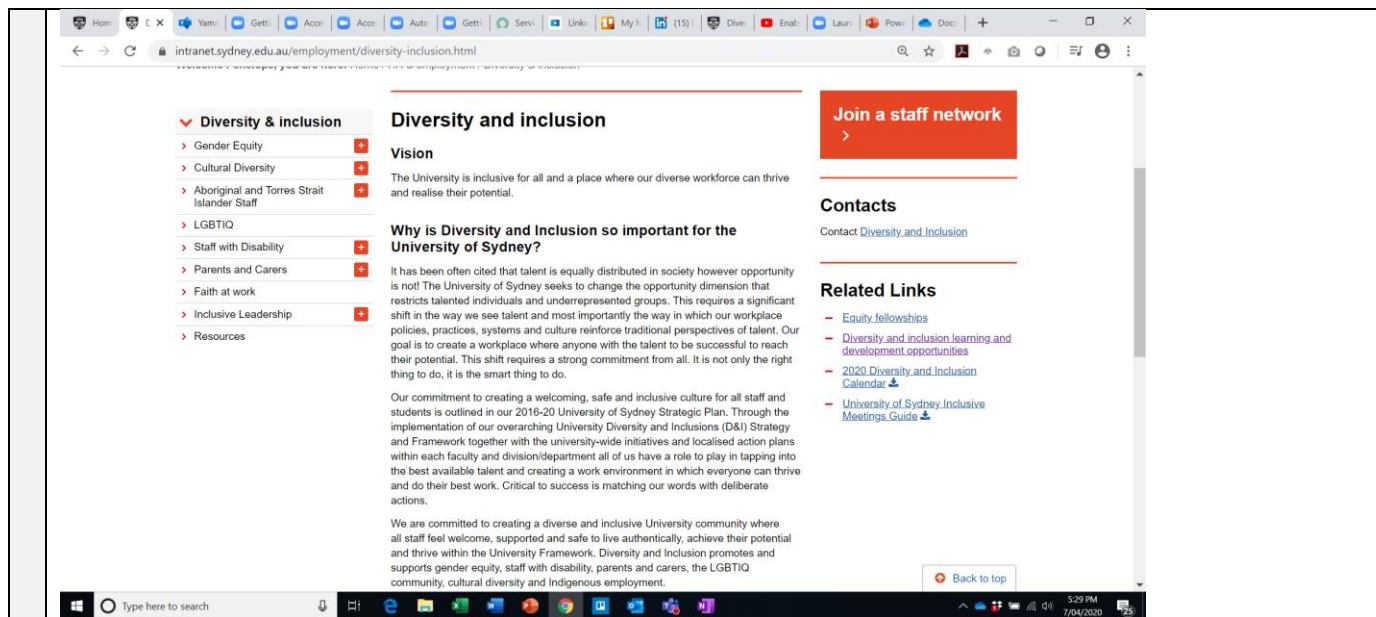 Hom
Yam
Getti
Acce
Acce
Auto
Getti
Servi
Linke
My h
(15)
Dive
Enab
Laun
Powe
Doc
intranet.sydney.edu.au/employment/diversity-inclusion.html
Diversity & inclusion
Gender Equity
Cultural Diversity
Aboriginal and Torres Strait
Islander Staff
LGBTIQ
Staff with Disability
Parents and Carers
Faith at work
Inclusive Leadership
Resources
Diversity and inclusion
Vision
The University is inclusive for all and a place where our diverse workforce can thrive
and realise their potential.
Why is Diversity and Inclusion so important for the
University of Sydney?
It has been often cited that talent is equally distributed in society however opportunity
is not! The University of Sydney seeks to change the opportunity dimension that
restricts talented individuals and underrepresented groups. This requires a significant
shift in the way we see talent and most importantly the way in which our workplace
policies, practices, systems and culture reinforce traditional perspectives of talent. Our
goal is to create a workplace where anyone with the talent to be successful to reach
their potential. This shift requires a strong commitment from all. It is not only the right
thing to do, it is the smart thing to do.
Our commitment to creating a welcoming, safe and inclusive culture for all staff and
students is outlined in our 2016-20 University of Sydney Strategic Plan. Through the
implementation of our overarching University Diversity and Inclusions (D&I) Strategy
and Framework together with the university-wide initiatives and localised action plans
within each faculty and division/department all of us have a role to play in tapping into
the best available talent and creating a work environment in which everyone can thrive
and do their best work. Critical to success is matching our words with deliberate
actions.
We are committed to creating a diverse and inclusive University community where
all staff feel welcome, supported and safe to live authentically, achieve their potential
and thrive within the University Framework. Diversity and Inclusion promotes and
supports gender equity, staff with disability, parents and carers, the LGBTIQ
community, cultural diversity and Indigenous employment.
Join a staff network
Contacts
Contact Diversity and Inclusion
Related Links
Equity fellowships
Diversity and inclusion learning and
development opportunities
2020 Diversity and Inclusion
Calendar
University of Sydney Inclusive
Meetings Guide
Back to top
Type here to search
5:29 PM
7/04/2020
25